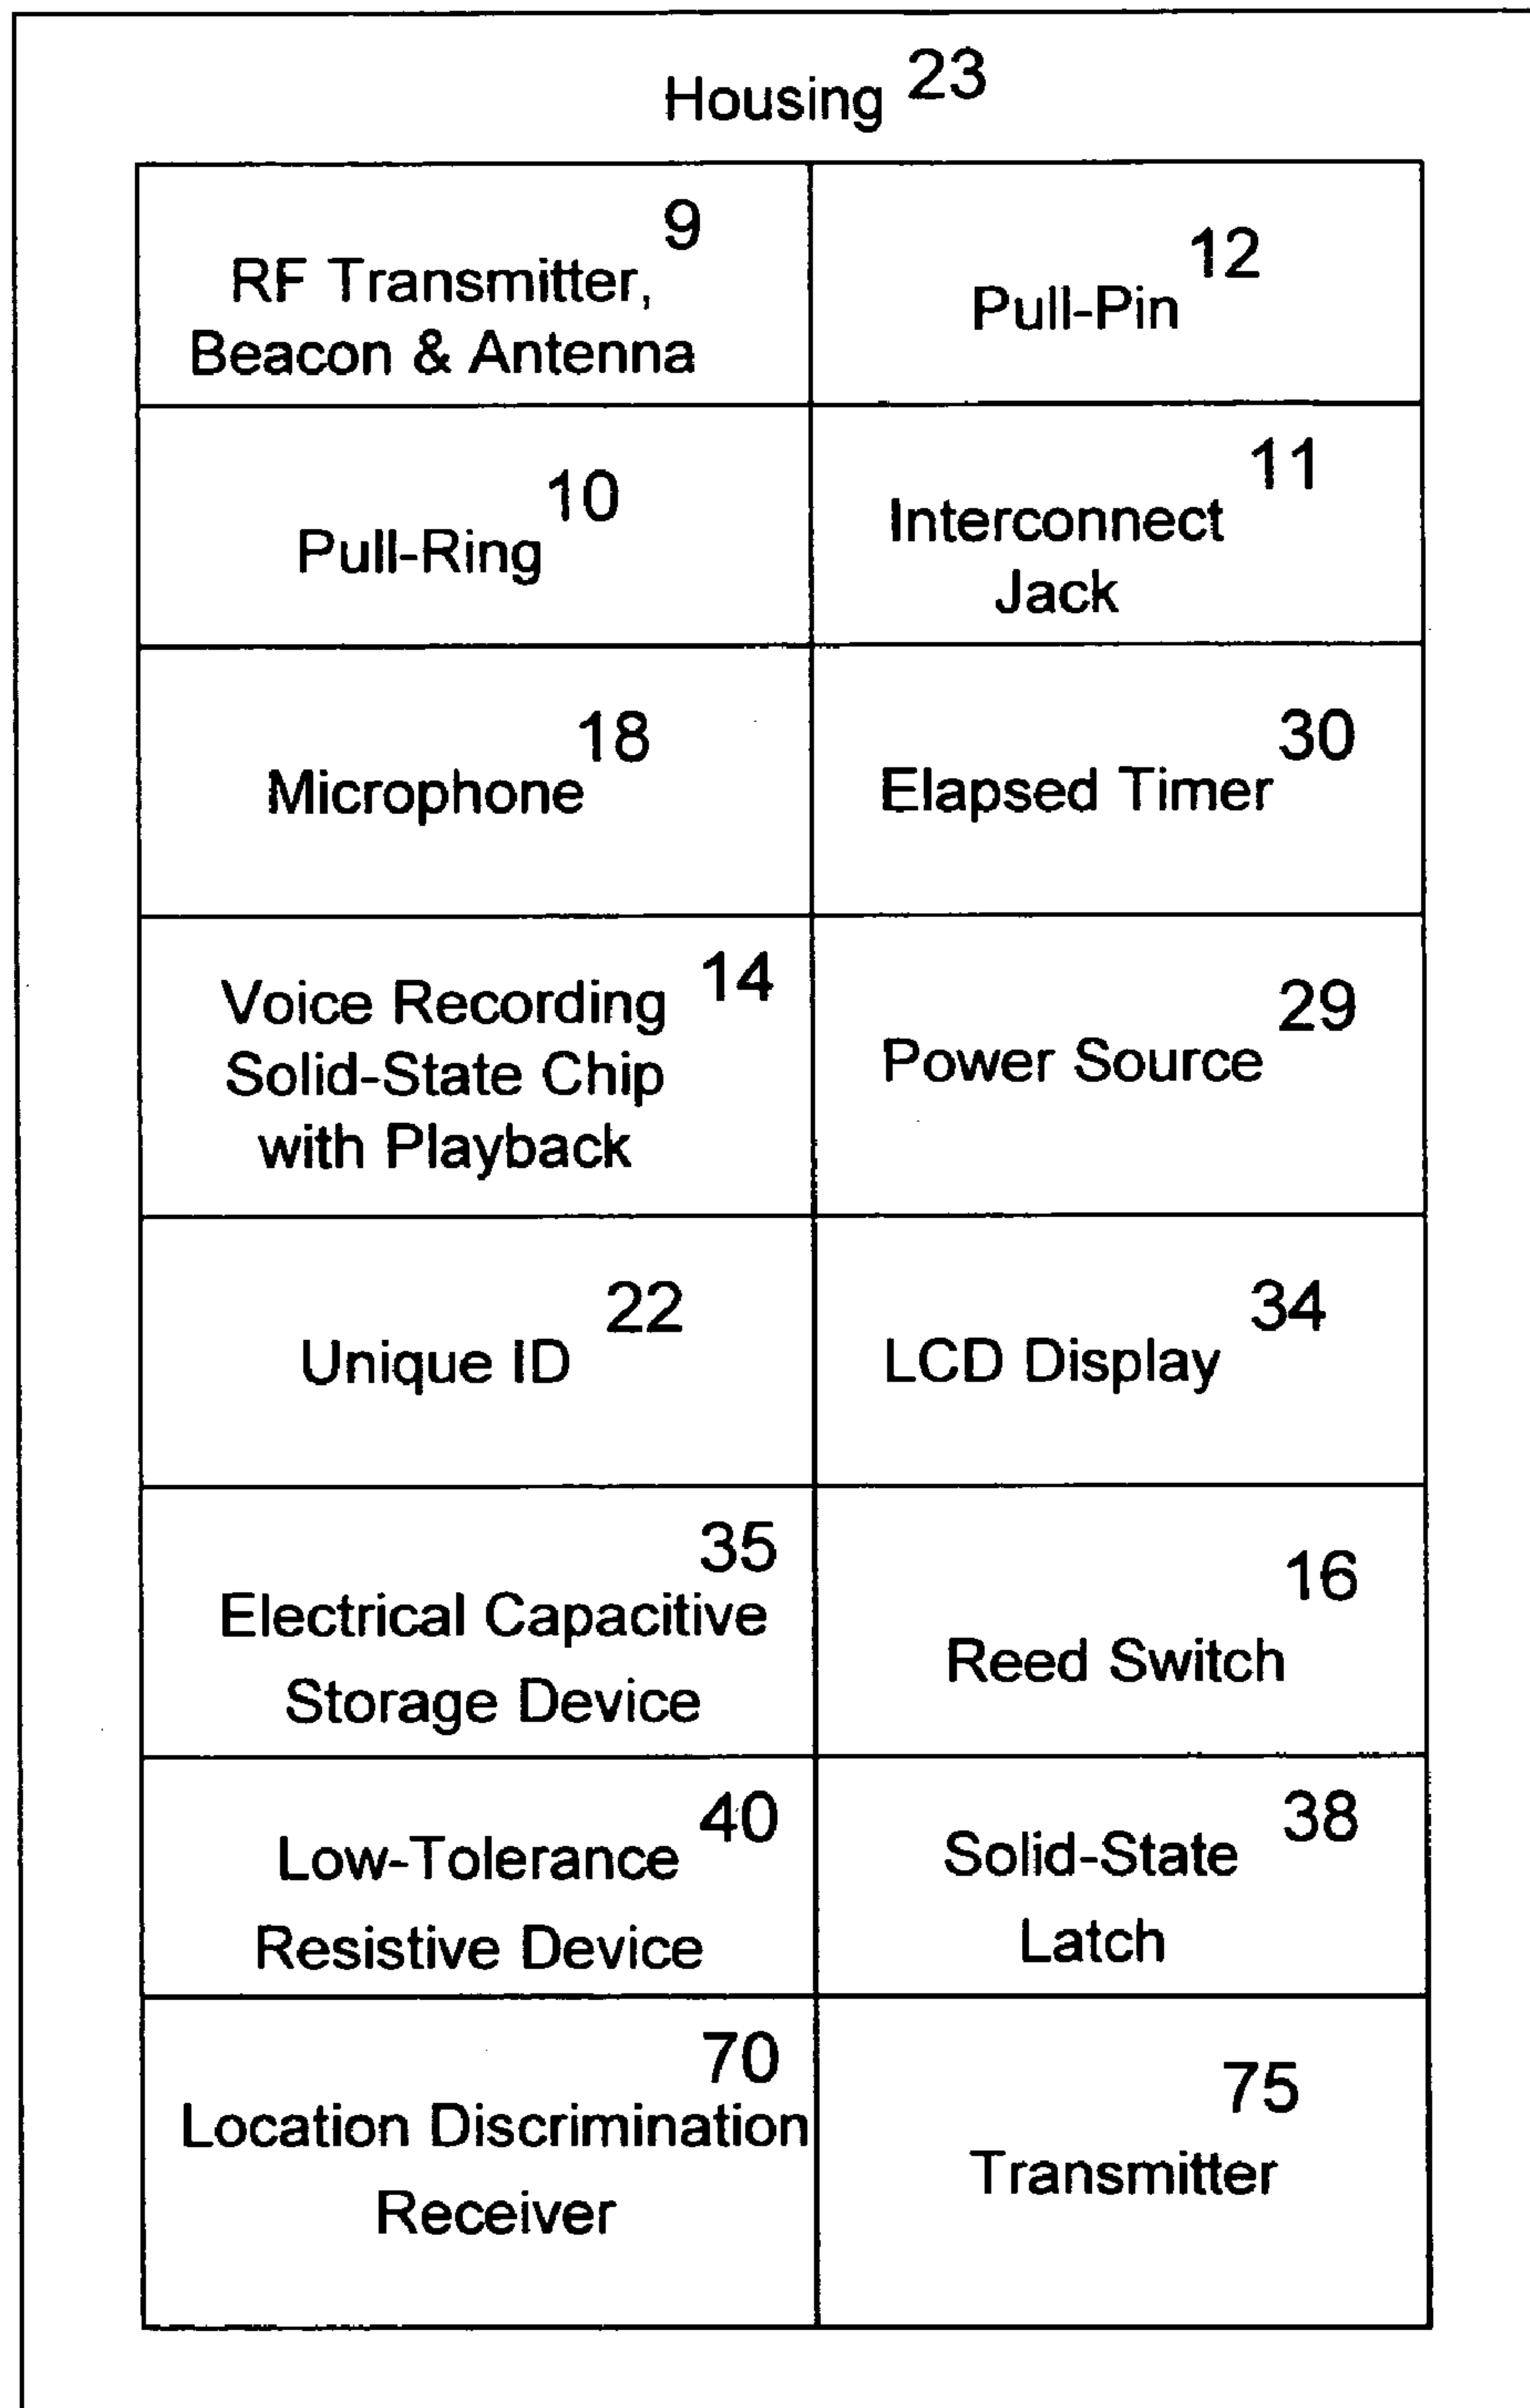 Housing 23
9
RF Transmitter,
Beacon & Antenna
12
Pull-Pin
10
Pull-Ring
11
Interconnect
Jack
18
Microphone
30
Elapsed Timer
14
Voice Recording
Solid-State Chip
with Playback
29
Power Source
22
Unique ID
34
LCD Display
35
Electrical Capacitive
Storage Device
16
Reed Switch
40
Low-Tolerance
Resistive Device
38
Solid-State
Latch
70
Location Discrimination
Receiver
75
Transmitter